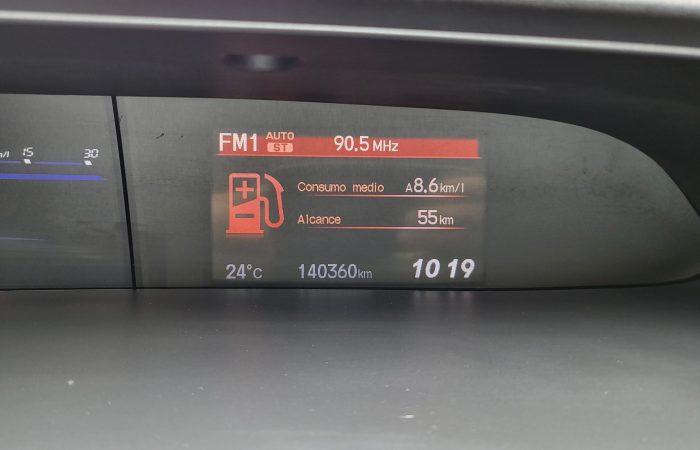 FM1 AUTO ST 90.5 MHz
15 30
Consumo medio A8.6 km/l
Alcance 55 km
24°C 140360 km 10 19